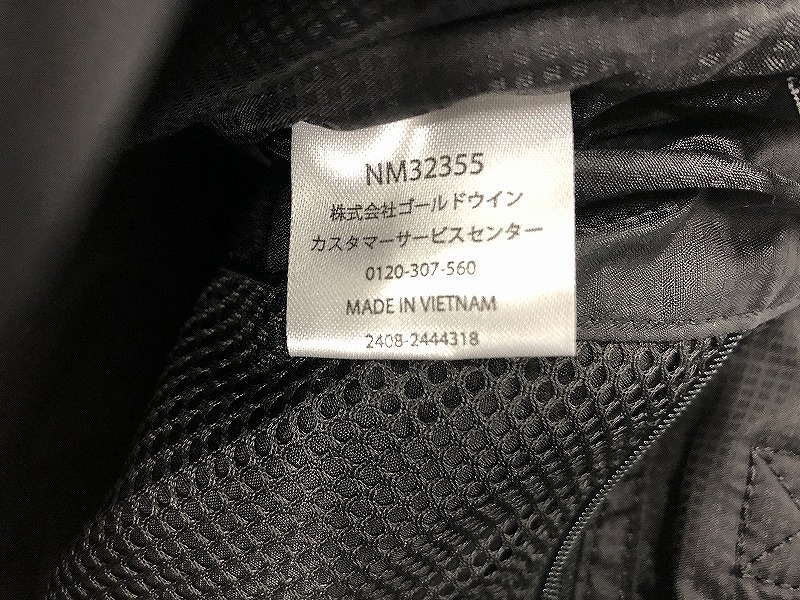 NM32355
株式会社ゴールドウイン
カスタマーサービスセンター
0120-307-560
MADE IN VIETNAM
2408-2444318